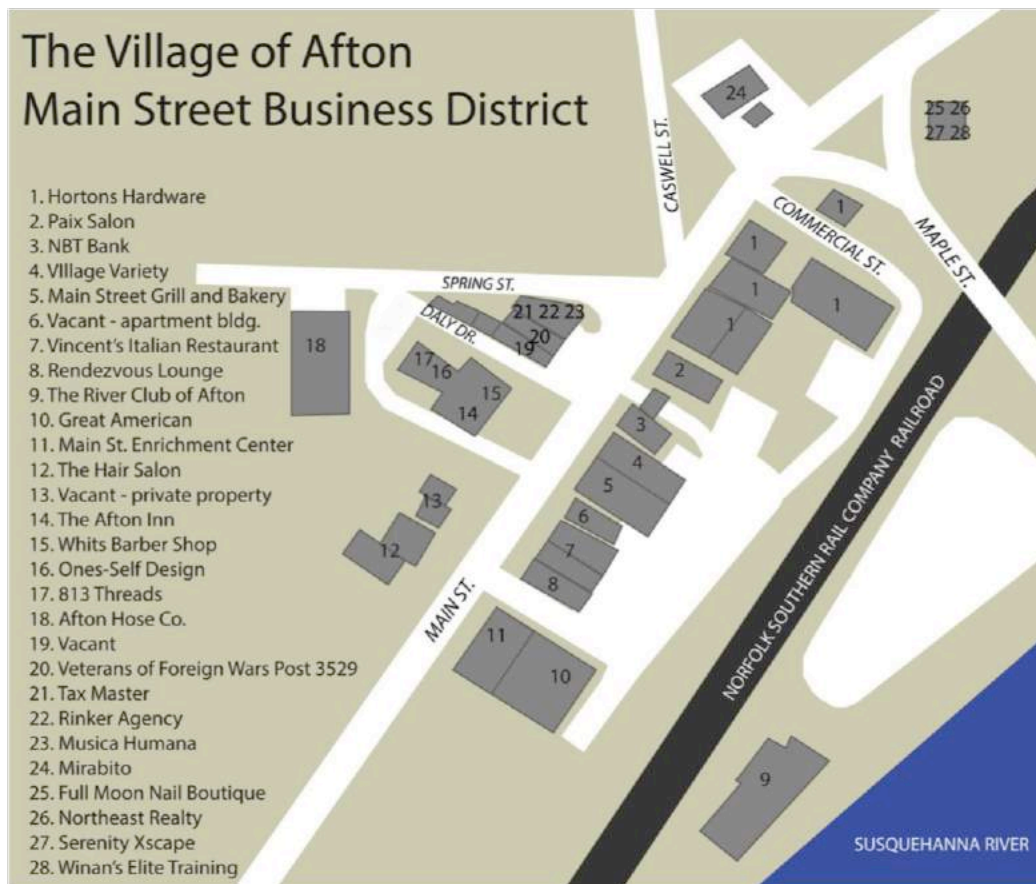 The Village of Afton
Main Street Business District
1. Hortons Hardware
2. Paix Salon
3. NBT Bank
4. VIllage Variety
5. Main Street Grill and Bakery
6. Vacant - apartment bldg.
7. Vincent's Italian Restaurant
8. Rendezvous Lounge
9. The River Club of Afton
10. Great American
11. Main St. Enrichment Center
12. The Hair Salon
13. Vacant - private property
14. The Afton Inn
15. Whits Barber Shop
16. Ones-Self Design
17. 813 Threads
18. Afton Hose Co.
19. Vacant
20. Veterans of Foreign Wars Post 3529
21. Tax Master
22. Rinker Agency
23. Musica Humana
24. Mirabito
25. Full Moon Nail Boutique
26. Northeast Realty
27. Serenity Xscape
28. Winan's Elite Training
24
25 26
27 28
CASWELL ST.
COMMERCIAL ST.
MAPLE ST.
1
1
1
1
1
SPRING ST.
DALY DR.
21 22 23
20
19
18
17
16
15
14
2
3
4
5
6
7
8
13
12
MAIN ST.
11
10
9
NORFOLK SOUTHERN RAIL COMPANY RAILROAD
SUSQUEHANNA RIVER